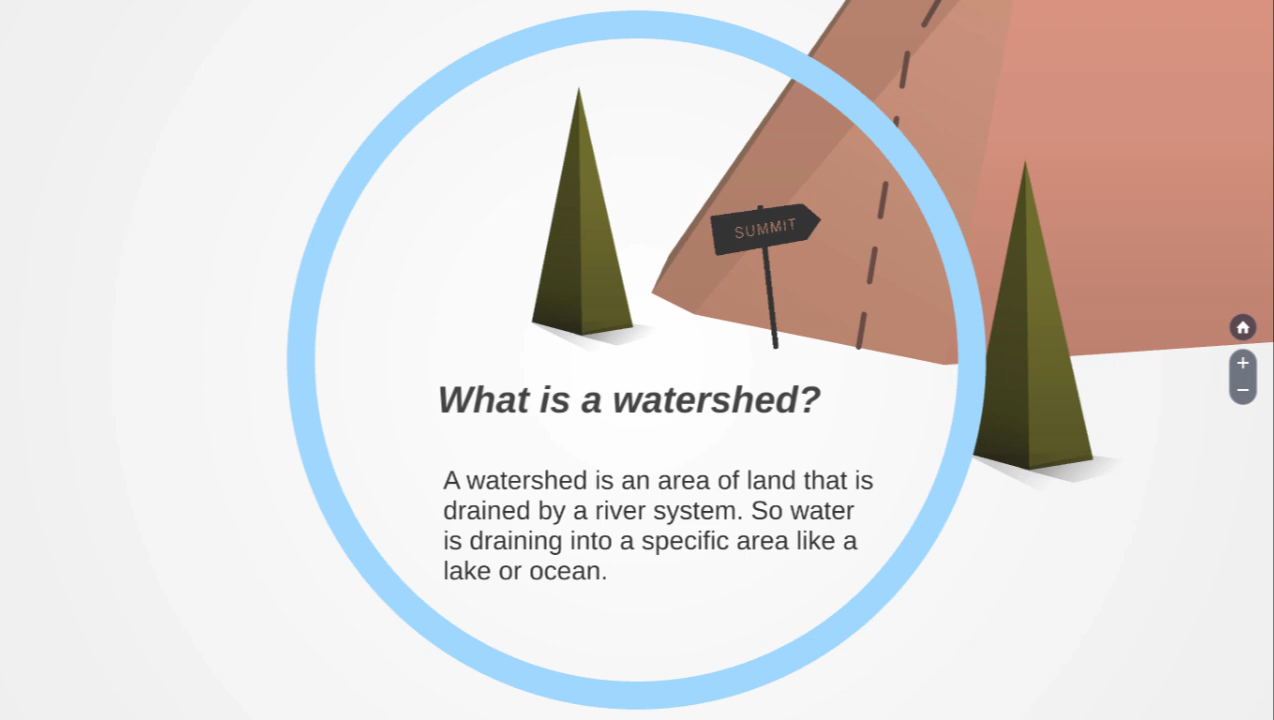 SUMMIT
What is a watershed?
A watershed is an area of land that is
drained by a river system. So water
is draining into a specific area like a
lake or ocean.